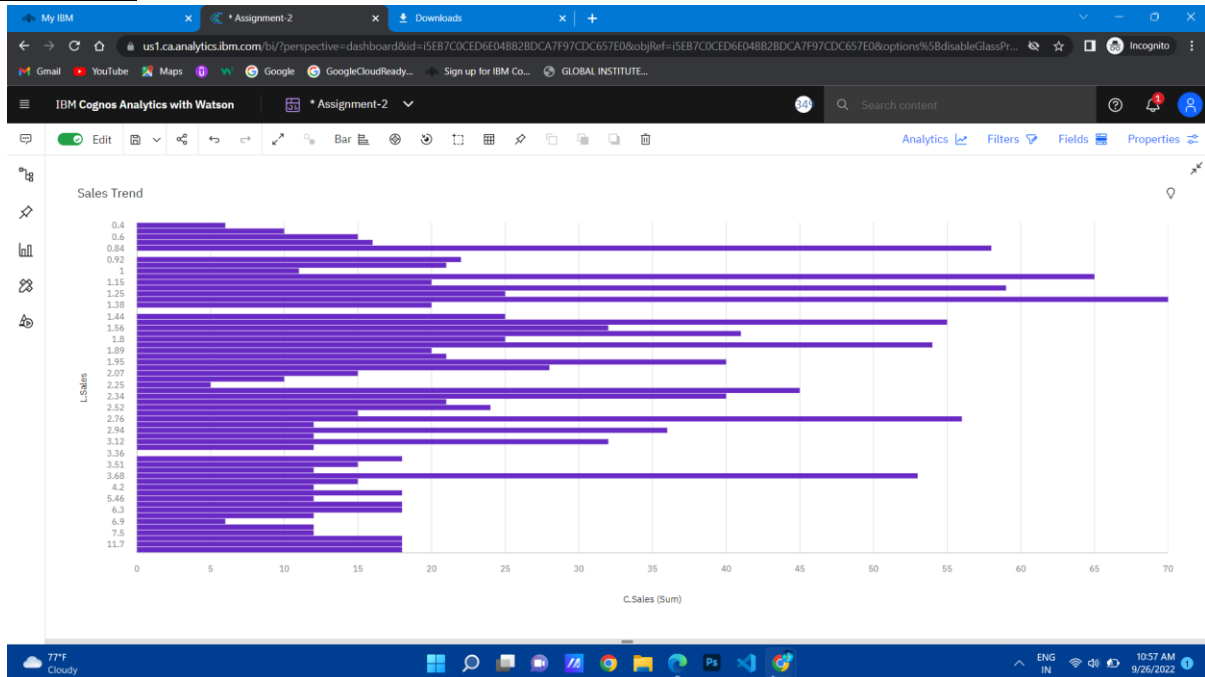 My IBM
* Assignment-2
Downloads
us1.ca.analytics.ibm.com/bi/?perspective=dashboard&id=i5EB7C0CED6E04BB2BDCA7F97CDC657E0&objRef=i5EB7C0CED6E04BB2BDCA7F97CDC657E0&options%5BdisableGlassPr...
Incognito
Gmail YouTube Maps Google GoogleCloudReady... Sign up for IBM Co... GLOBAL INSTITUTE...
IBM Cognos Analytics with Watson
* Assignment-2
349
Search content
1
Edit
Bar
Analytics Filters Fields Properties
Sales Trend
0.4
0.6
0.84
0.92
1
1.15
1.25
1.38
1.44
1.56
1.8
1.89
1.95
2.07
2.25
2.34
2.52
2.76
2.94
3.12
3.36
3.51
3.68
4.2
5.46
6.3
6.9
7.5
11.7
L.Sales
0 5 10 15 20 25 30 35 40 45 50 55 60 65 70
C.Sales (Sum)
77°F
Cloudy
Ps
ENG
IN
10:57 AM
9/26/2022
1